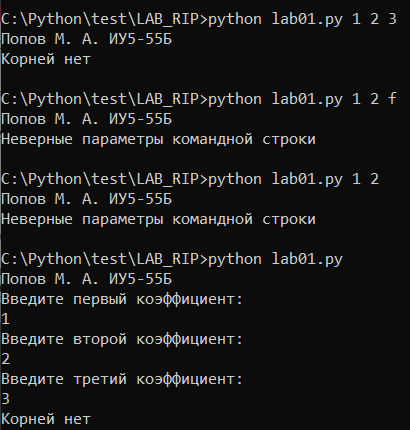 C:\Python\test\LAB_RIP>python lab01.py 1 2 3
Попов М. А. ИУ5-55Б
Корней нет
C:\Python\test\LAB_RIP>python lab01.py 1 2 f
Попов М. А. ИУ5-55Б
Неверные параметры командной строки
C:\Python\test\LAB_RIP>python lab01.py 1 2
Попов М. А. ИУ5-55Б
Неверные параметры командной строки
C:\Python\test\LAB_RIP>python lab01.py
Попов М. А. ИУ5-55Б
Введите первый коэффициент:
1
Введите второй коэффициент:
2
Введите третий коэффициент:
3
Корней нет